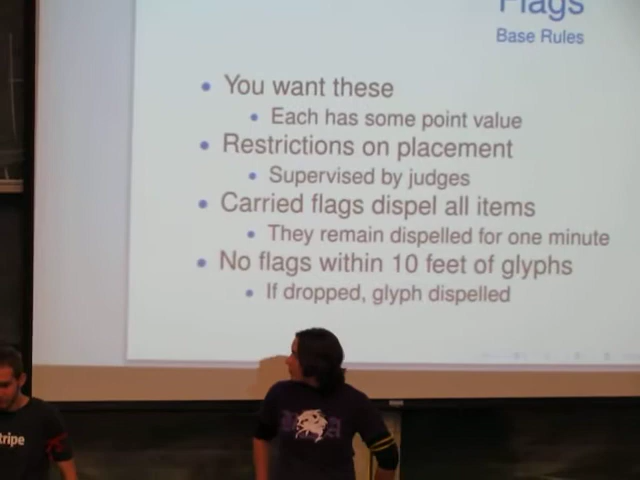 Flags
Base Rules
• You want these
• Each has some point value
• Restrictions on placement
• Supervised by judges
• Carried flags dispel all items
• They remain dispelled for one minute
• No flags within 10 feet of glyphs
• If dropped, glyph dispelled
tripe